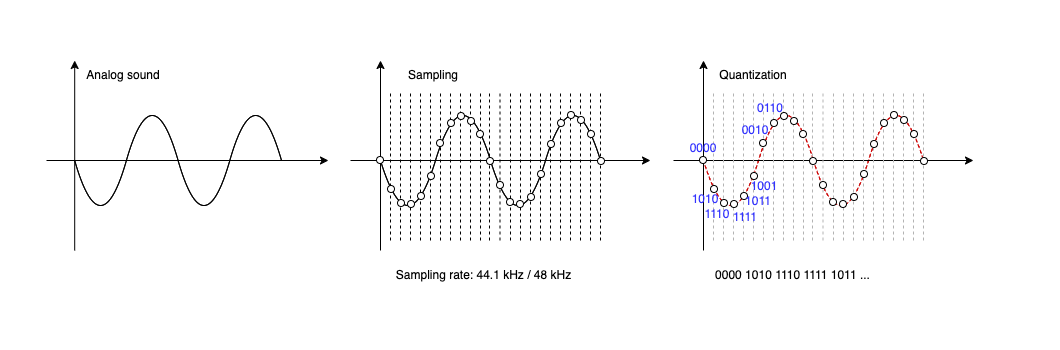 Analog sound
Sampling
Quantization
0110
0010
0000
1001
1010
1011
1110
1111
Sampling rate: 44.1 kHz / 48 kHz
0000 1010 1110 1111 1011 ...